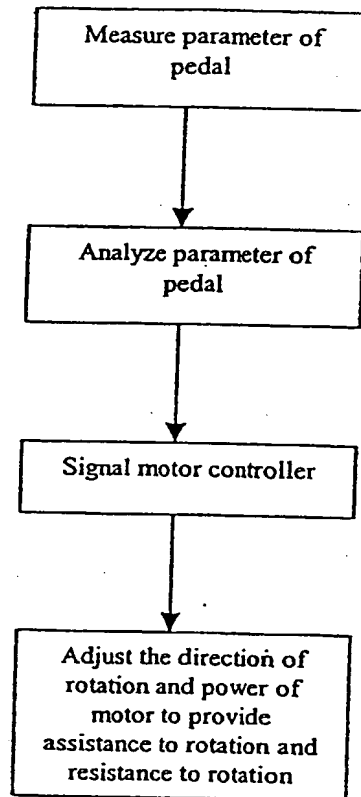 Measure parameter of
pedal
Analyze parameter of
pedal
Signal motor controller
Adjust the direction of
rotation and power of
motor to provide
assistance to rotation and
resistance to rotation